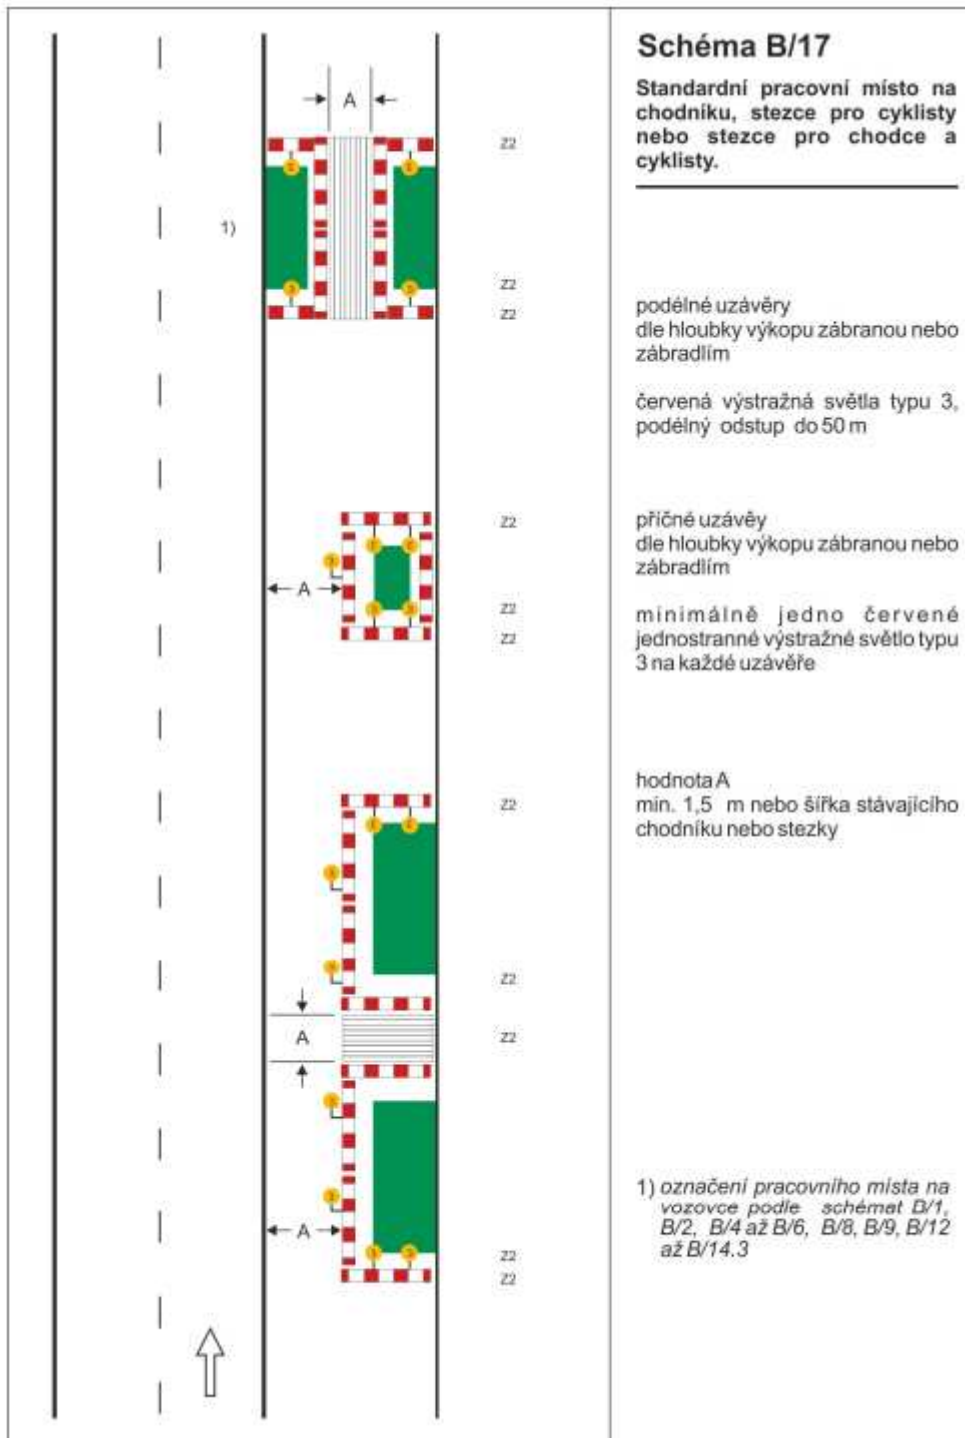 Schéma B/17
Standardní pracovní místo na
chodníku, stezce pro cyklisty
nebo stezce pro chodce a
cyklisty.
A
Z2
1)
Z2
Z2
podélné uzávěry
dle hloubky výkopu zábranou nebo
zábradlím
červená výstražná světla typu 3,
podélný odstup do 50 m
Z2
A
Z2
Z2
příčné uzávěy
dle hloubky výkopu zábranou nebo
zábradlím
minimálně jedno červené
jednostranné výstražné světlo typu
3 na každé uzávěře
Z2
hodnota A
min. 1,5 m nebo šířka stávajícího
chodníku nebo stezky
Z2
A
Z2
A
Z2
Z2
1) označení pracovního místa na
vozovce podle schémat B/1,
B/2, B/4 až B/6, B/8, B/9, B/12
až B/14.3